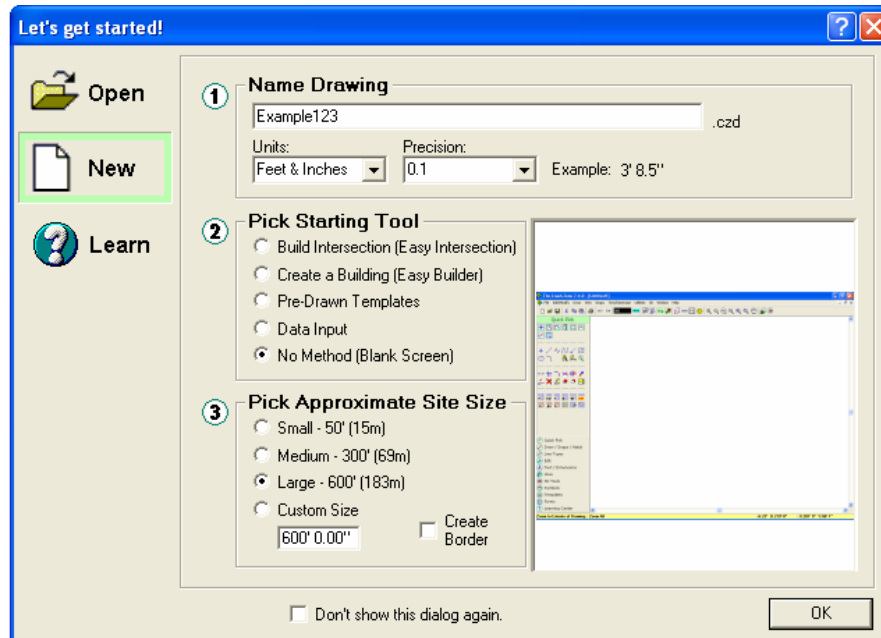 Let's get started!
Open
New
Learn
1 Name Drawing
Example123 .czd
Units: Precision:
Feet & Inches 0.1 Example: 3' 8.5"
2 Pick Starting Tool
Build Intersection (Easy Intersection)
Create a Building (Easy Builder)
Pre-Drawn Templates
Data Input
No Method (Blank Screen)
3 Pick Approximate Site Size
Small - 50' (15m)
Medium - 300' (69m)
Large - 600' (183m)
Custom Size
600' 0.00" Create
Border
Quick Pick
Don't show this dialog again.
OK